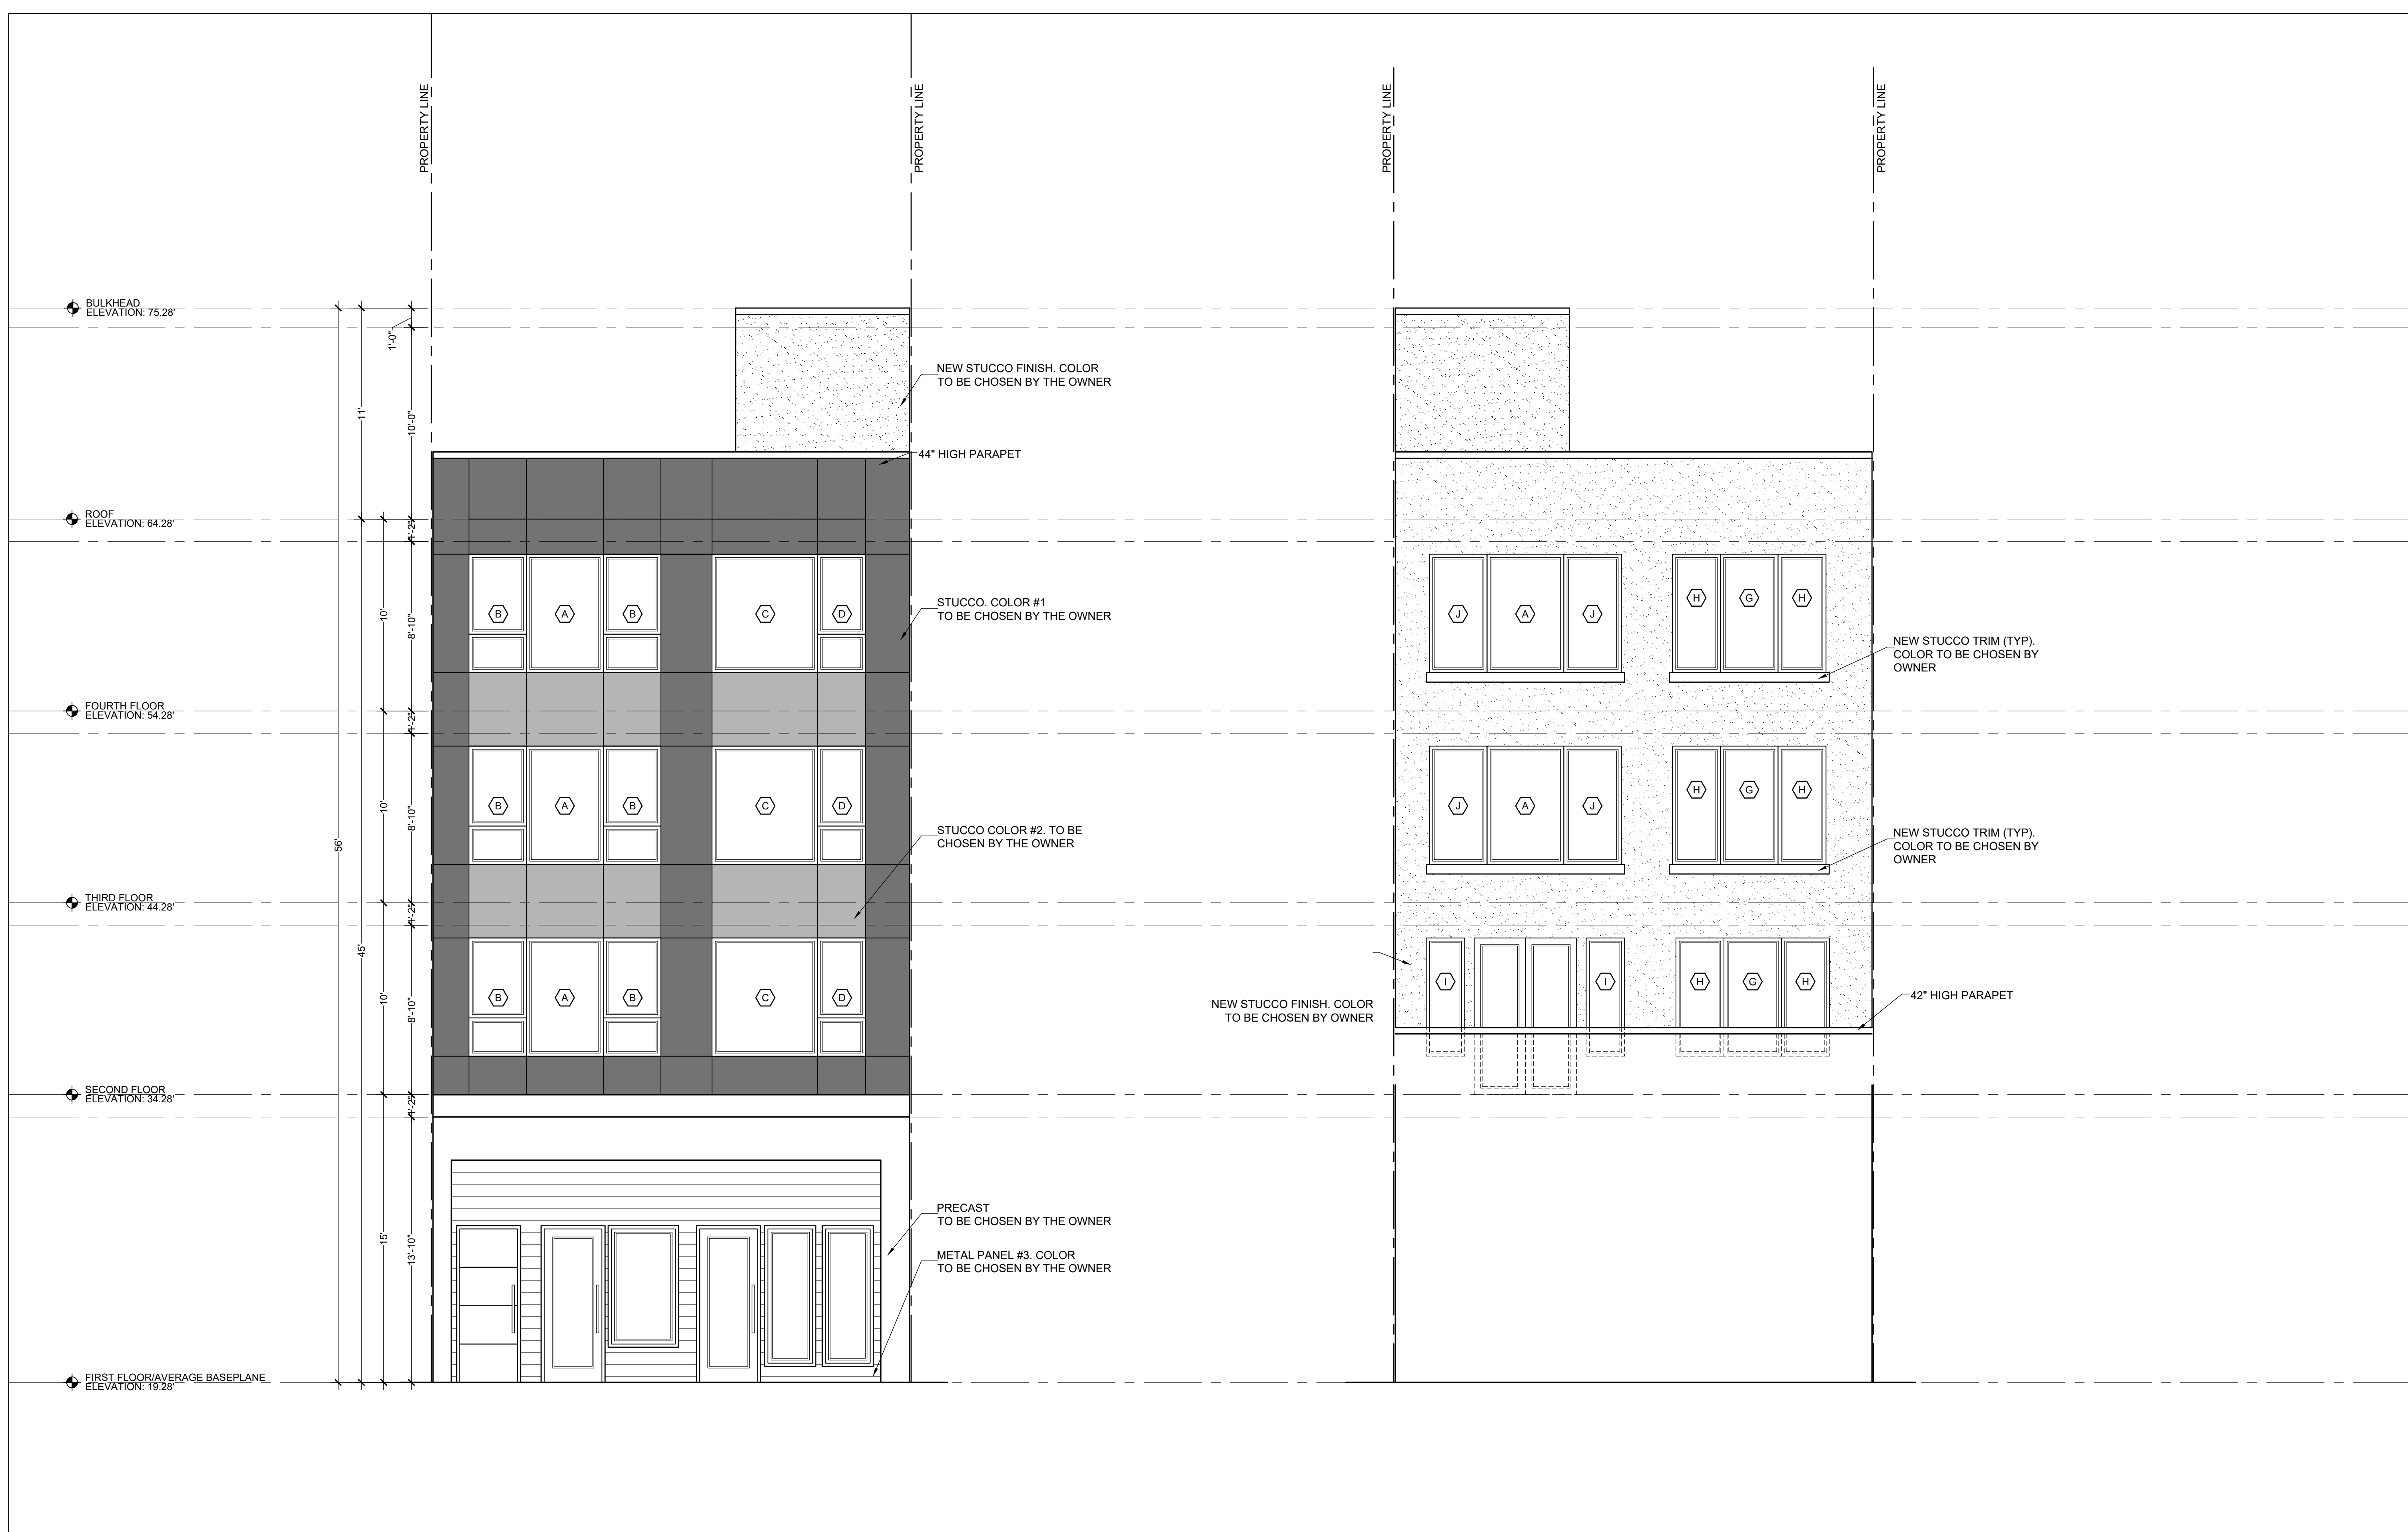 PROPERTY LINE
PROPERTY LINE
PROPERTY LINE
PROPERTY LINE
BULKHEAD
ELEVATION: 75.28'
ROOF
ELEVATION: 64.28'
FOURTH FLOOR
ELEVATION: 54.28'
THIRD FLOOR
ELEVATION: 44.28'
SECOND FLOOR
ELEVATION: 34.28'
FIRST FLOOR/AVERAGE BASEPLANE
ELEVATION: 19.28'
56'
11'
45'
10'
10'
10'
15'
1'-0"
10'-0"
1'-2"
8'-10"
1'-2"
8'-10"
1'-2"
8'-10"
1'-2"
13'-10"
B A B C D
B A B C D
B A B C D
NEW STUCCO FINISH. COLOR
TO BE CHOSEN BY THE OWNER
44" HIGH PARAPET
STUCCO. COLOR #1
TO BE CHOSEN BY THE OWNER
STUCCO COLOR #2. TO BE
CHOSEN BY THE OWNER
PRECAST
TO BE CHOSEN BY THE OWNER
METAL PANEL #3. COLOR
TO BE CHOSEN BY THE OWNER
J A J H G H
J A J H G H
I I H G H
NEW STUCCO TRIM (TYP).
COLOR TO BE CHOSEN BY
OWNER
NEW STUCCO TRIM (TYP).
COLOR TO BE CHOSEN BY
OWNER
NEW STUCCO FINISH. COLOR
TO BE CHOSEN BY OWNER
42" HIGH PARAPET